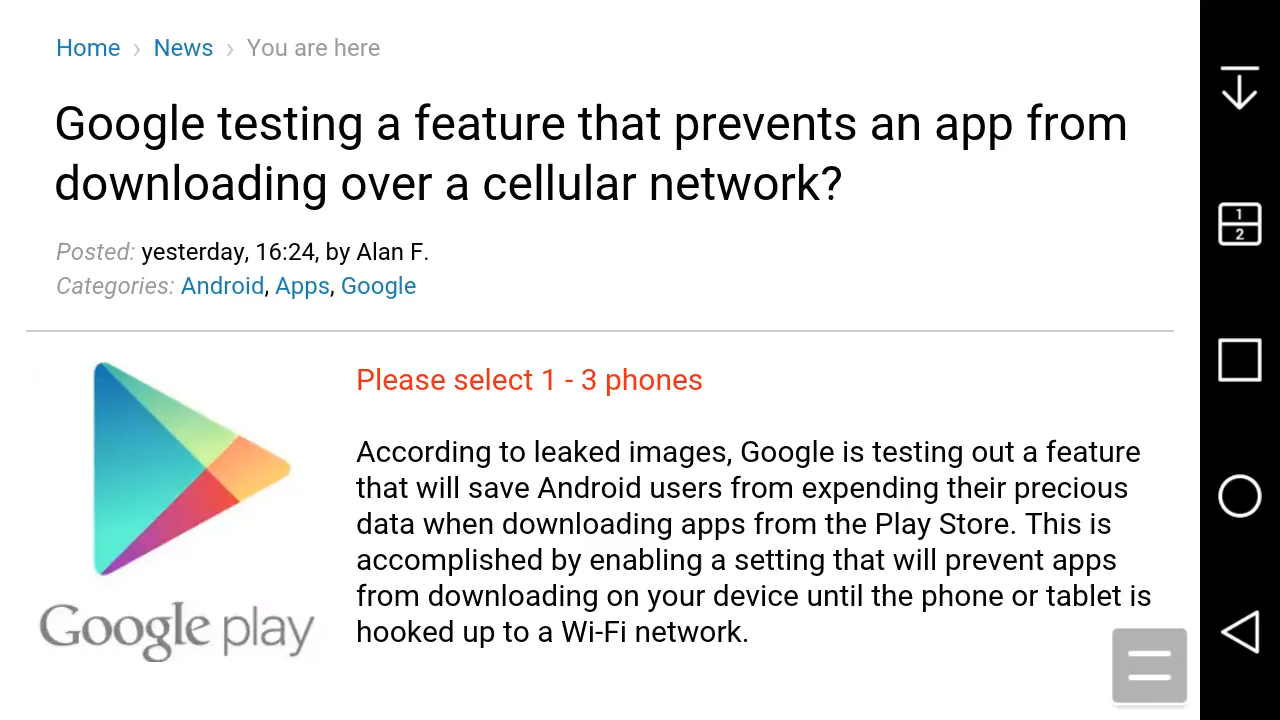 Home › News › You are here
Google testing a feature that prevents an app from
downloading over a cellular network?
Posted: yesterday, 16:24, by Alan F.
Categories: Android, Apps, Google
Please select 1 - 3 phones
According to leaked images, Google is testing out a feature
that will save Android users from expending their precious
data when downloading apps from the Play Store. This is
accomplished by enabling a setting that will prevent apps
from downloading on your device until the phone or tablet is
hooked up to a Wi-Fi network.
Google play
1
2